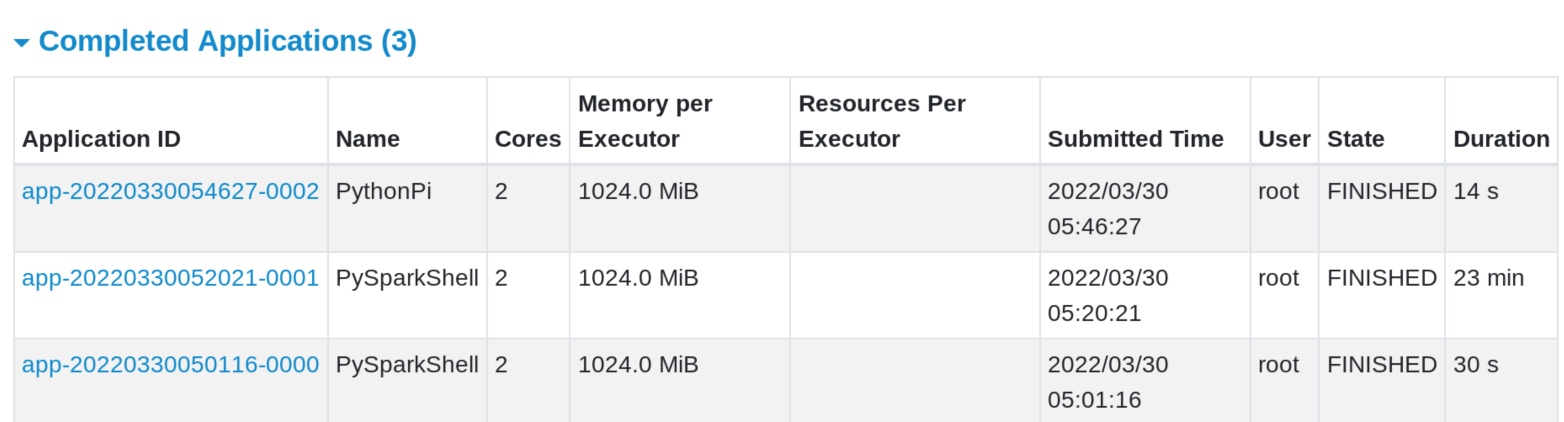 Completed Applications (3)
Application ID Name Cores Memory per Executor Resources Per Executor Submitted Time User State Duration
app-20220330054627-0002 PythonPi 2 1024.0 MiB 2022/03/30 05:46:27 root FINISHED 14 s
app-20220330052021-0001 PySparkShell 2 1024.0 MiB 2022/03/30 05:20:21 root FINISHED 23 min
app-20220330050116-0000 PySparkShell 2 1024.0 MiB 2022/03/30 05:01:16 root FINISHED 30 s